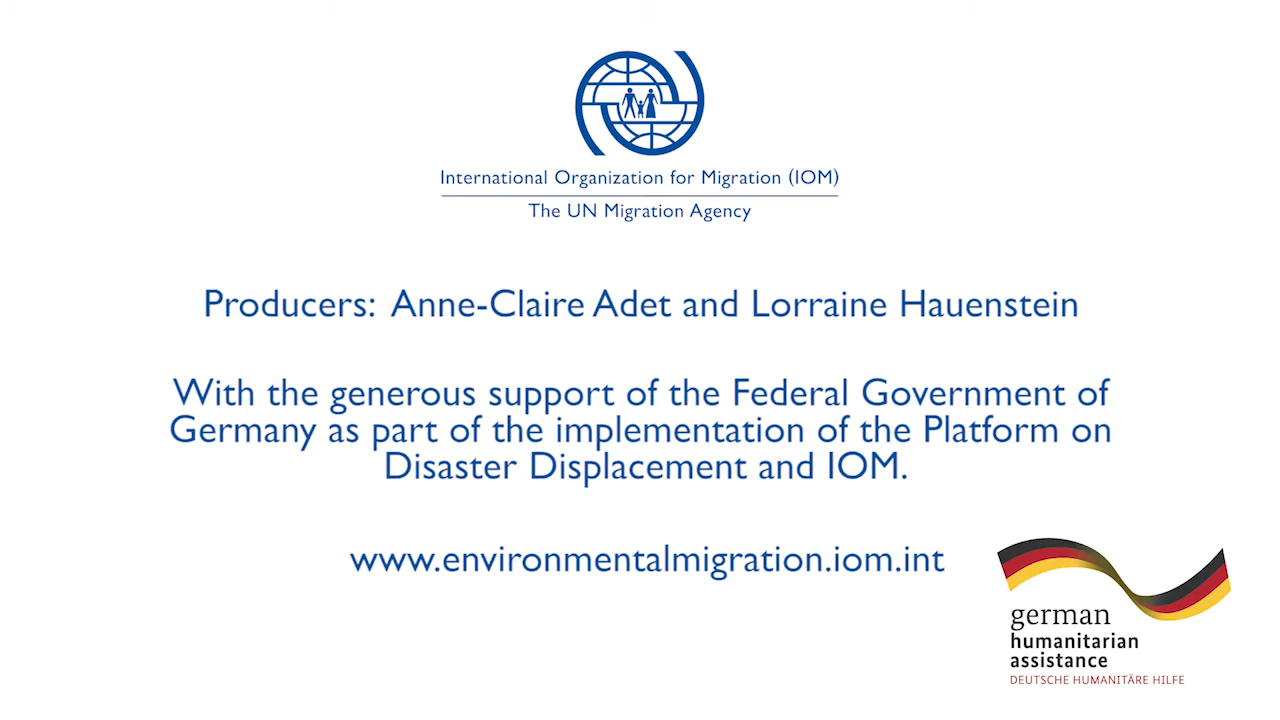 International Organization for Migration (IOM)
The UN Migration Agency
Producers: Anne-Claire Adet and Lorraine Hauenstein
With the generous support of the Federal Government of
Germany as part of the implementation of the Platform on
Disaster Displacement and IOM.
www.environmentalmigration.iom.int
german
humanitarian
assistance
DEUTSCHE HUMANITÄRE HILFE